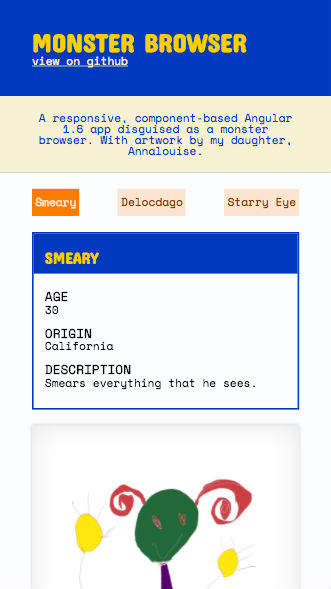 MONSTER BROWSER
view on github
A responsive, component-based Angular
1.6 app disguised as a monster
browser. With artwork by my daughter,
Annalouise.
Smeary Delocdago Starry Eye
SMEARY
AGE
30
ORIGIN
California
DESCRIPTION
Smears everything that he sees.